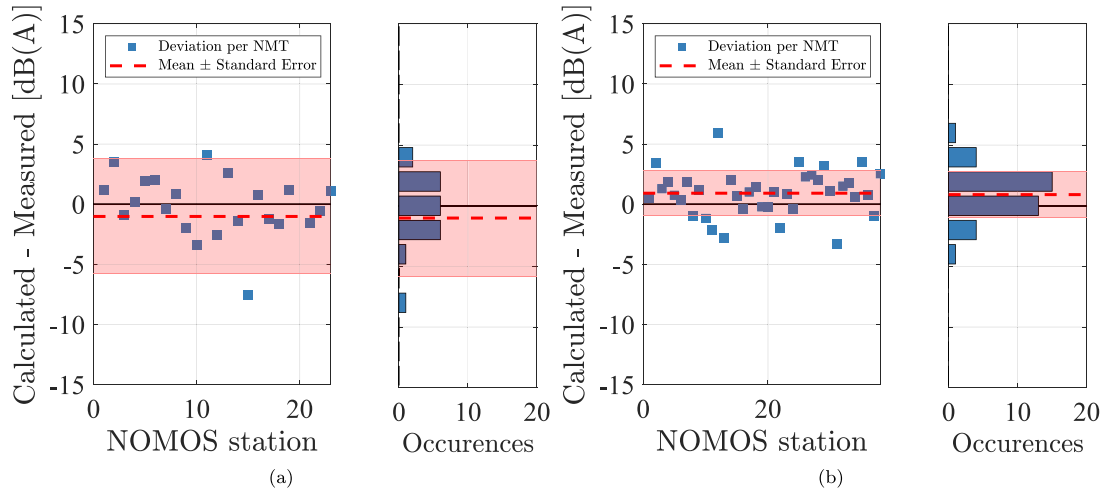 Calculated - Measured [dB(A)]
15
10
5
0
-5
-10
-15
Deviation per NMT
Mean ± Standard Error
0
10
20
NOMOS station
0
10
20
Occurences
(a)
Calculated - Measured [dB(A)]
15
10
5
0
-5
-10
-15
Deviation per NMT
Mean ± Standard Error
0
20
NOMOS station
0
10
20
Occurences
(b)